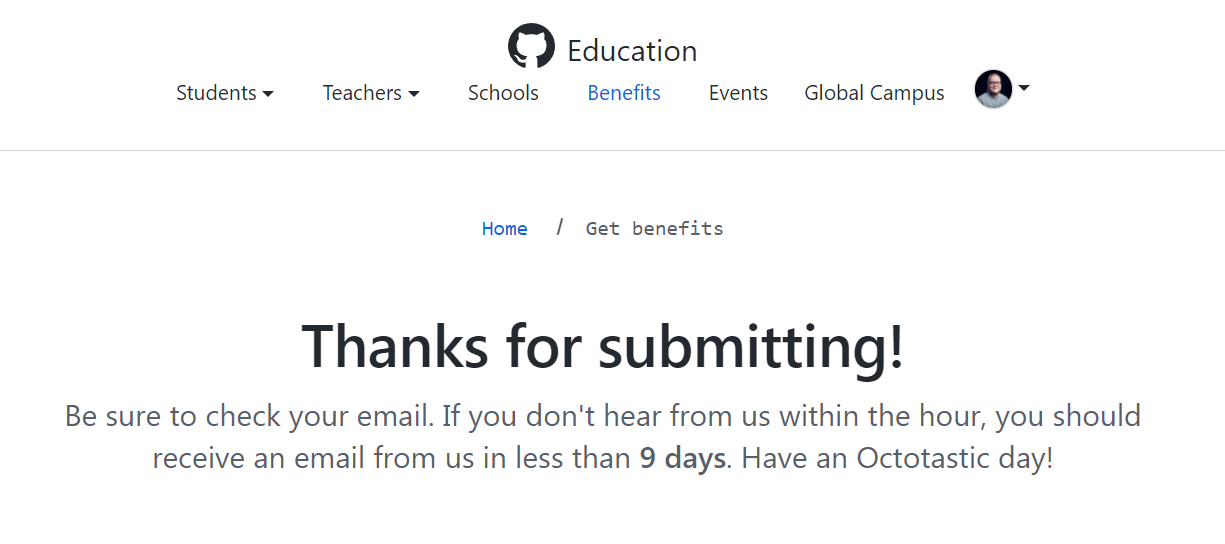 Education
Students Teachers Schools Benefits Events Global Campus
Home / Get benefits
Thanks for submitting!
Be sure to check your email. If you don't hear from us within the hour, you should
receive an email from us in less than 9 days. Have an Octotastic day!